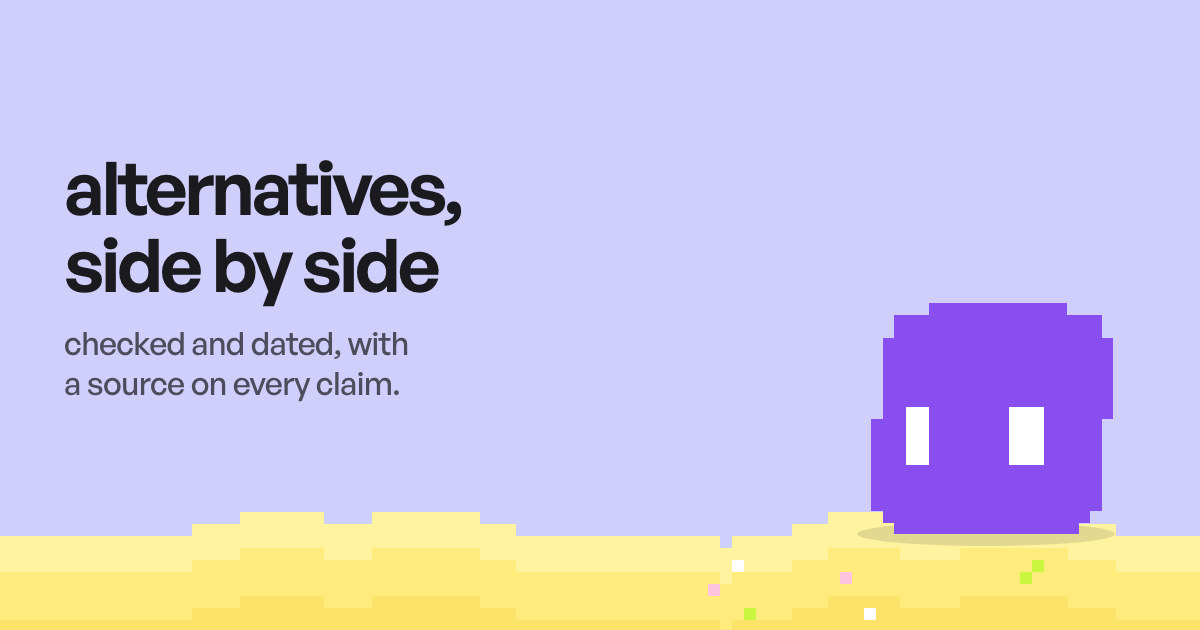 alternatives,
side by side
checked and dated, with
a source on every claim.